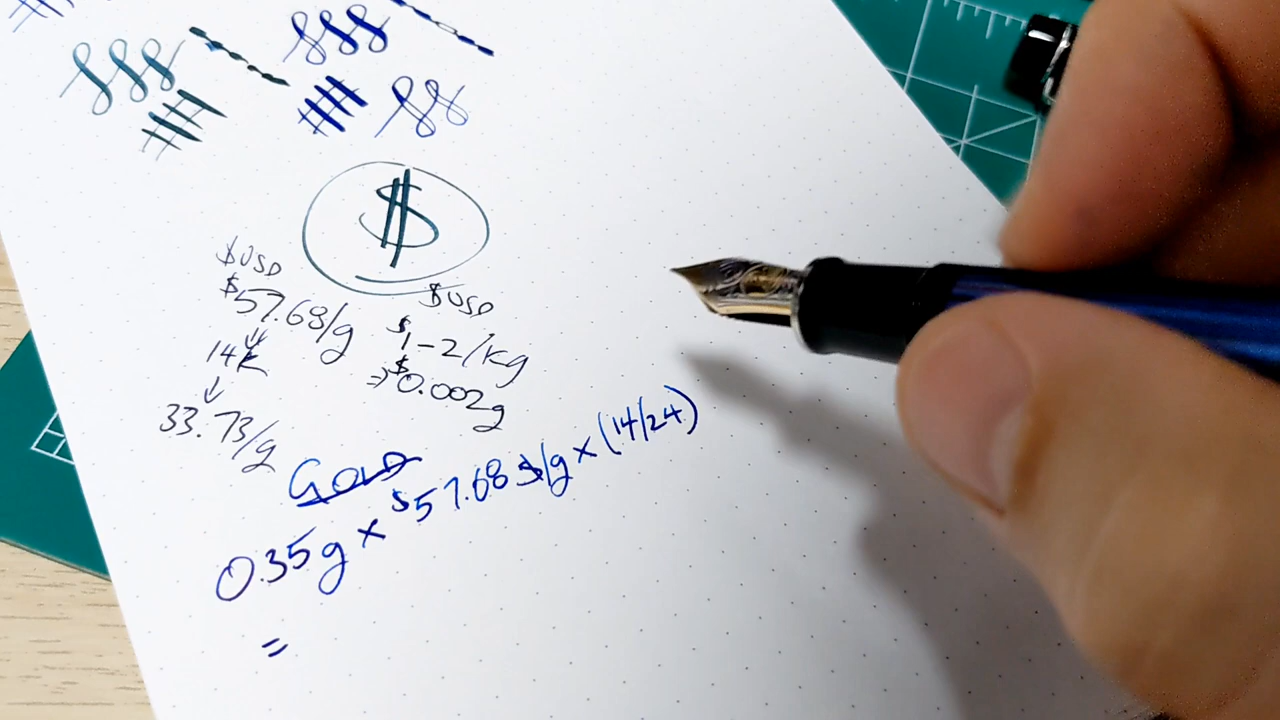 $
$USD
$57.68/g
14K
33.73/g
$USD
$1-2/kg
⇒$0.002g
Gold
0.35g × $57.68$/g × (14/24)
=